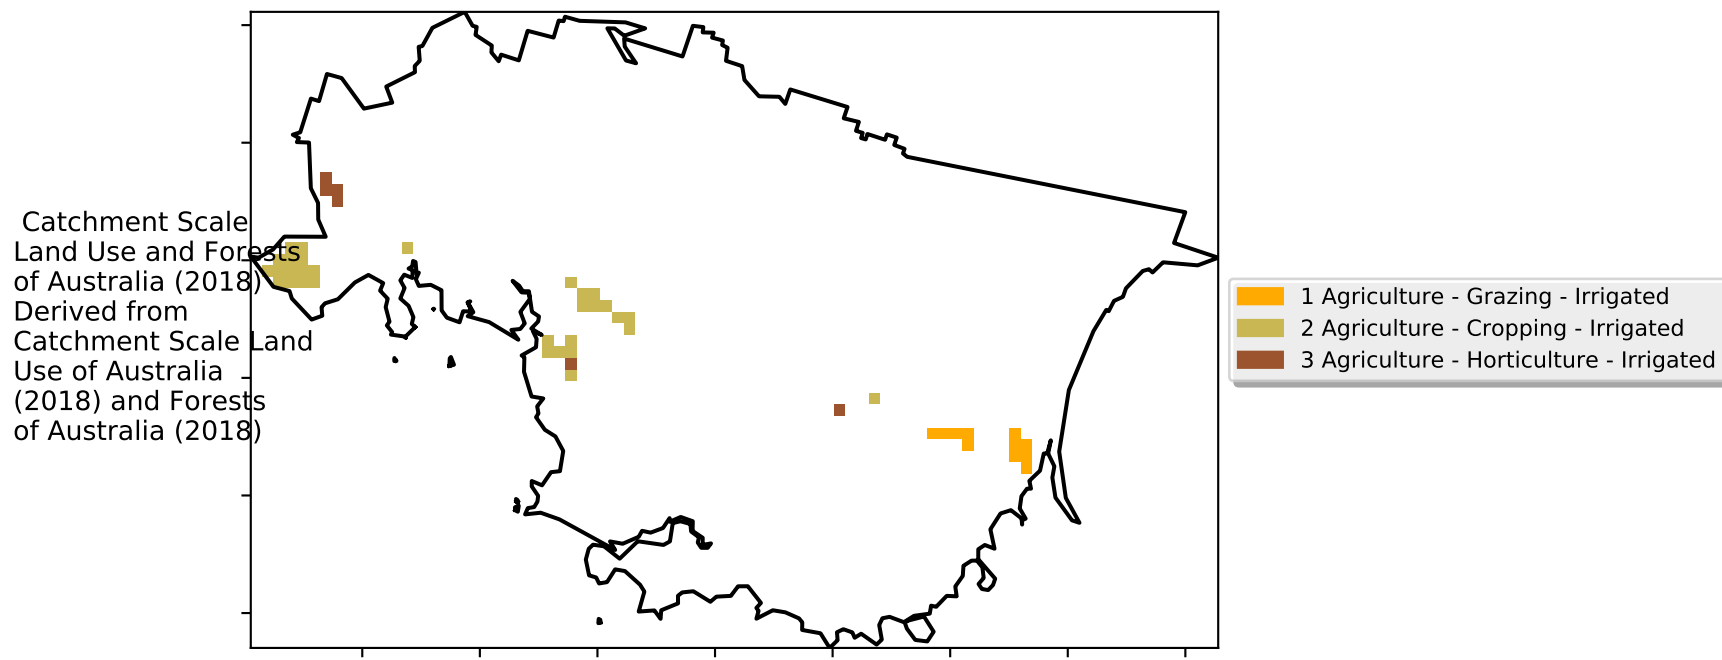 Catchment Scale
Land Use and Forests
of Australia (2018)
Derived from
Catchment Scale Land
Use of Australia
(2018) and Forests
of Australia (2018)
1 Agriculture - Grazing - Irrigated
2 Agriculture - Cropping - Irrigated
3 Agriculture - Horticulture - Irrigated